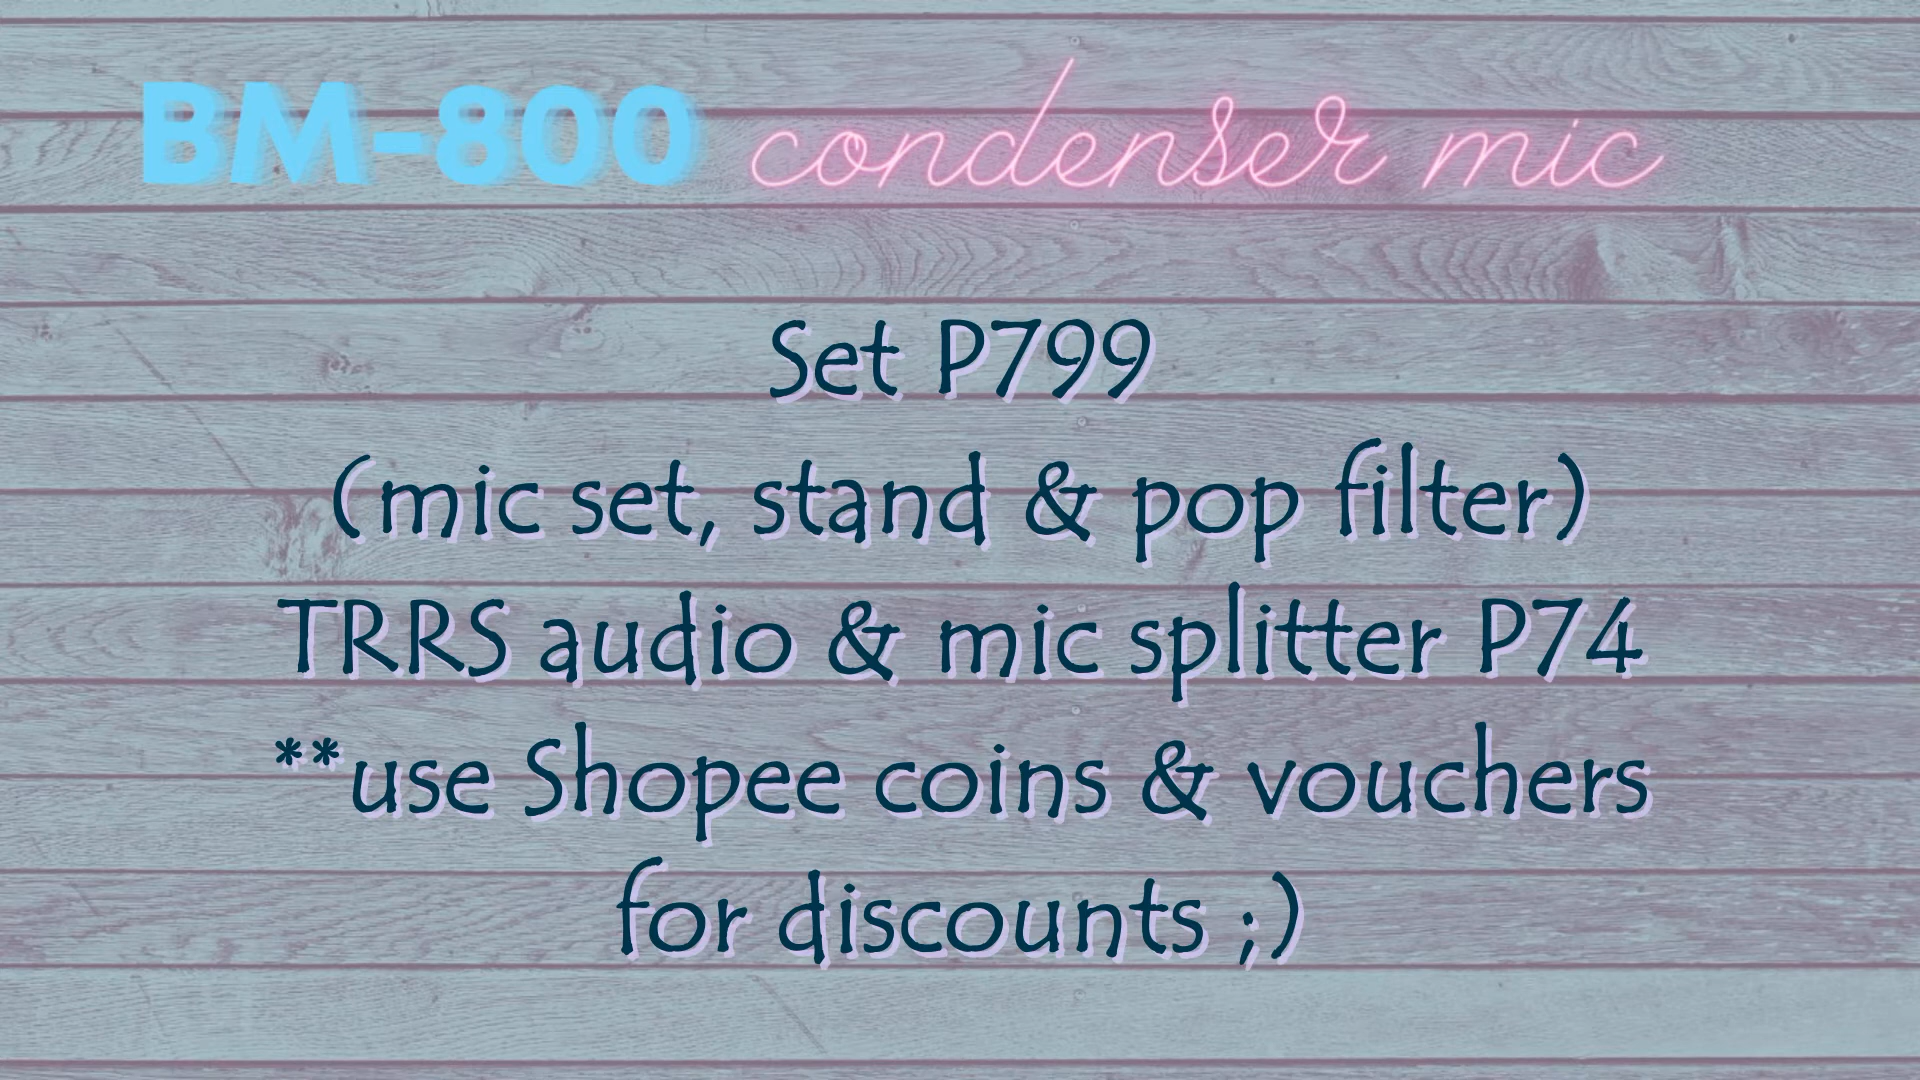 BM-800 condenser mic
Set P799
(mic set, stand & pop filter)
TRRS audio & mic splitter P74
**use Shopee coins & vouchers
for discounts ;)